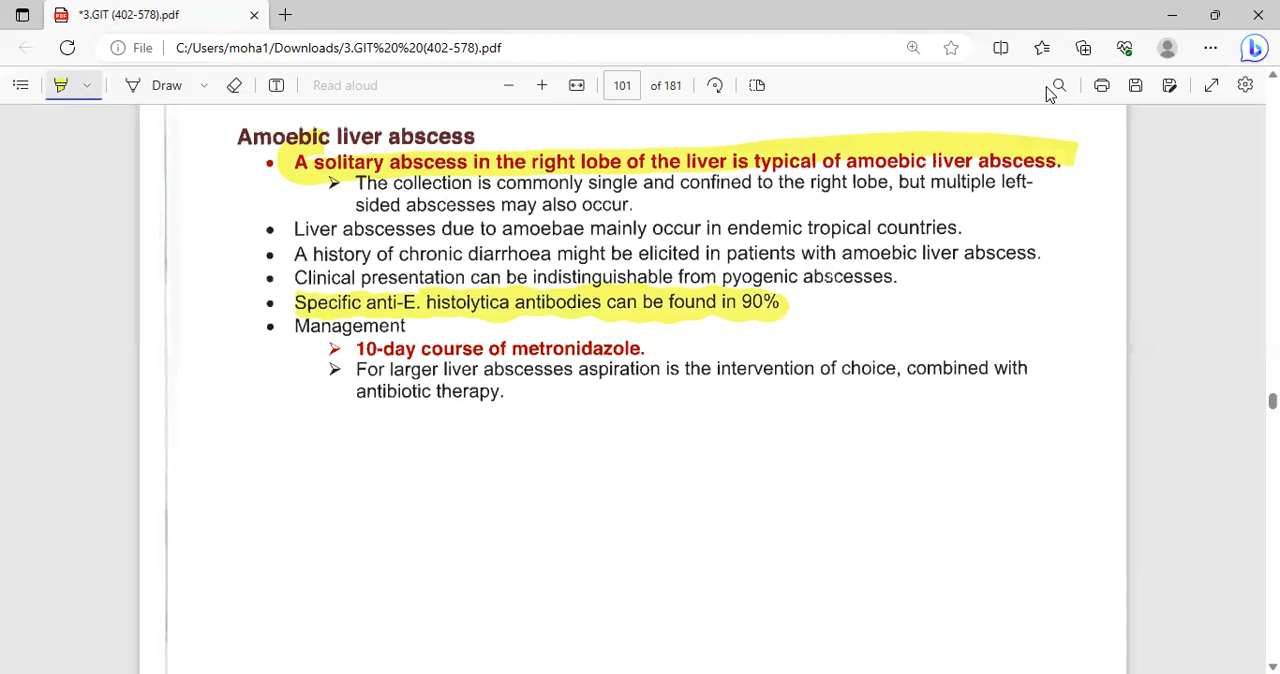 *3.GIT (402-578).pdf
File
C:/Users/moha1/Downloads/3.GIT%20%20(402-578).pdf
Draw
Read aloud
101
of 181
Amoebic liver abscess
• A solitary abscess in the right lobe of the liver is typical of amoebic liver abscess.
➢ The collection is commonly single and confined to the right lobe, but multiple left-
sided abscesses may also occur.
• Liver abscesses due to amoebae mainly occur in endemic tropical countries.
• A history of chronic diarrhoea might be elicited in patients with amoebic liver abscess.
• Clinical presentation can be indistinguishable from pyogenic abscesses.
• Specific anti-E. histolytica antibodies can be found in 90%
• Management
➢ 10-day course of metronidazole.
➢ For larger liver abscesses aspiration is the intervention of choice, combined with
antibiotic therapy.